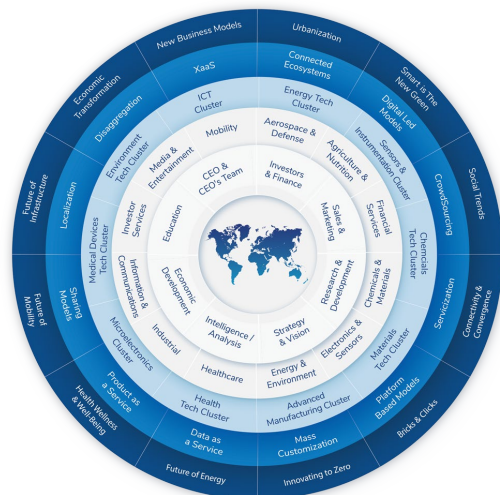 New Business Models
Urbanization
Smart is The
New Green
Social Trends
Connectivity &
Convergence
Bricks & Clicks
Innovating to Zero
Future of Energy
Health Wellness
& Well-Being
Future of
Mobility
Future of
Infrastructure
Economic
Transformation
XaaS
Connected
Ecosystems
Digital Led
Models
CrowdSourcing
Servicization
Platform
Based Models
Mass
Customization
Data as
a Service
Product as
a Service
Sharing
Models
Localization
Disaggregation
ICT
Cluster
Energy Tech
Cluster
Sensors &
Instrumentation Cluster
Chemcals
Tech Cluster
Materials
Tech Cluster
Advanced
Manufacturing Cluster
Health
Tech Cluster
Microelectronics
Cluster
Medical Devices
Tech Cluster
Environment
Tech Cluster
Mobility
Aerospace &
Defense
Agriculture &
Nutrition
Financial
Services
Chemicals &
Materials
Electronics &
Sensors
Energy &
Environment
Healthcare
Industrial
Information &
Communications
Investor
Services
Media &
Entertainment
CEO &
CEO's Team
Investors
& Finance
Sales &
Marketing
Research &
Development
Strategy
& Vision
Intelligence /
Analysis
Economic
Development
Education